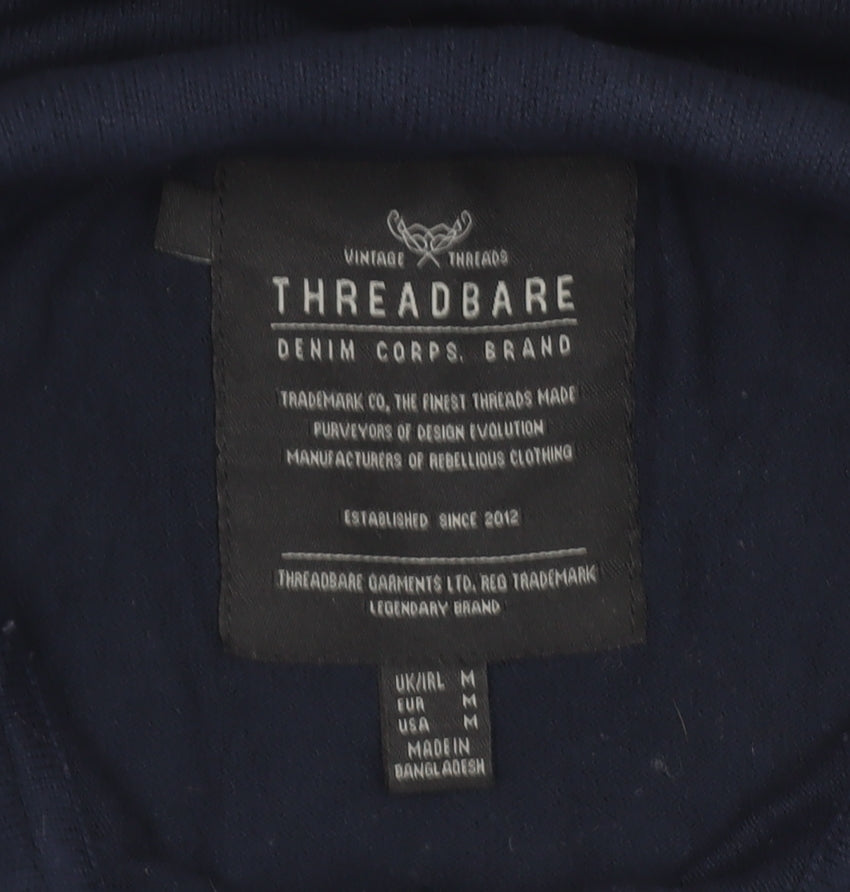 VINTAGE THREADS
THREADBARE
DENIM CORPS. BRAND
TRADEMARK CO, THE FINEST THREADS MADE
PURVEYORS OF DESIGN EVOLUTION
MANUFACTURERS OF REBELLIOUS CLOTHING
ESTABLISHED SINCE 2012
THREADBARE GARMENTS LTD. REG TRADEMARK
LEGENDARY BRAND
UK/IRL M
EUR M
USA M
MADE IN
BANGLADESH